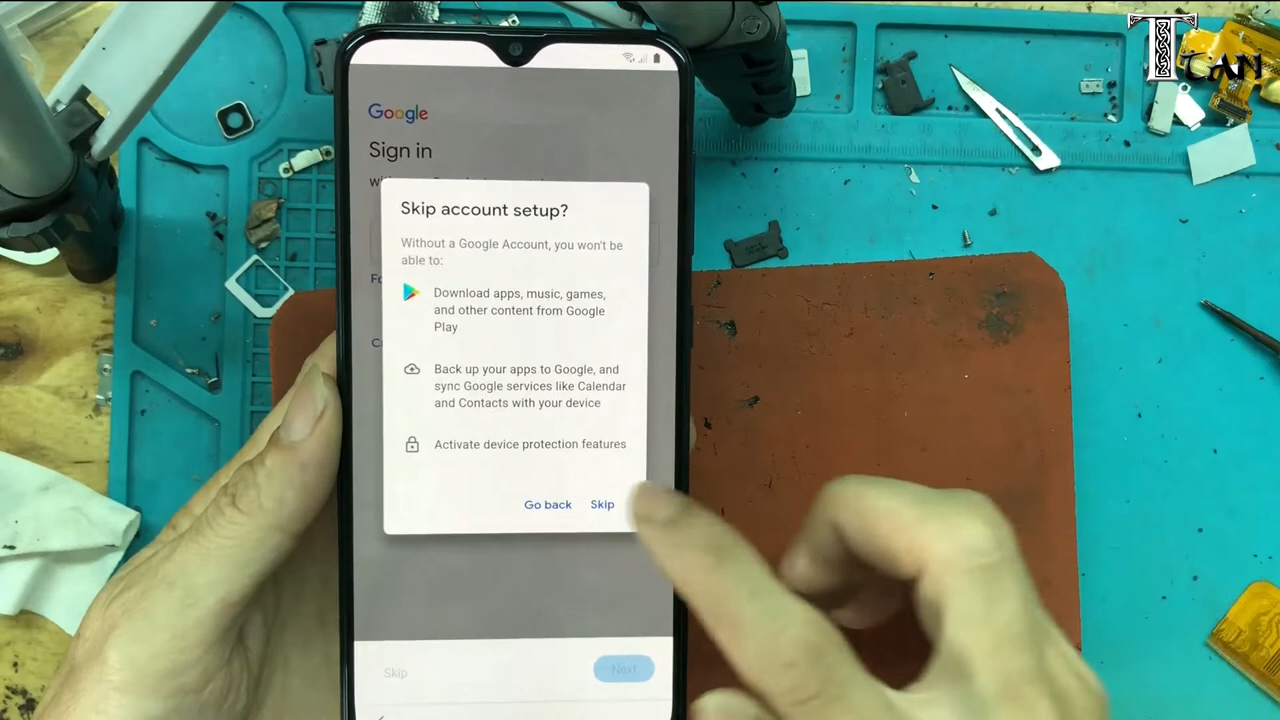 Titan
Google
Sign in
Skip account setup?
Without a Google Account, you won't be
able to:
Download apps, music, games,
and other content from Google
Play
Back up your apps to Google, and
sync Google services like Calendar
and Contacts with your device
Activate device protection features
Go back
Skip
Skip
Next